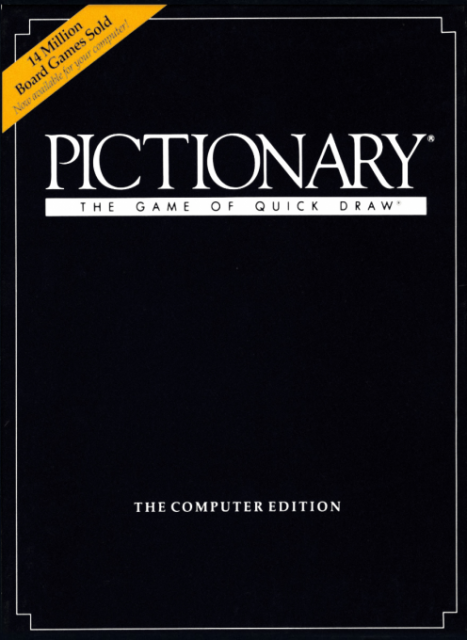 14 Million
Board Games Sold
Now available for your computer!
PICTIONARY®
THE GAME OF QUICK DRAW®
THE COMPUTER EDITION